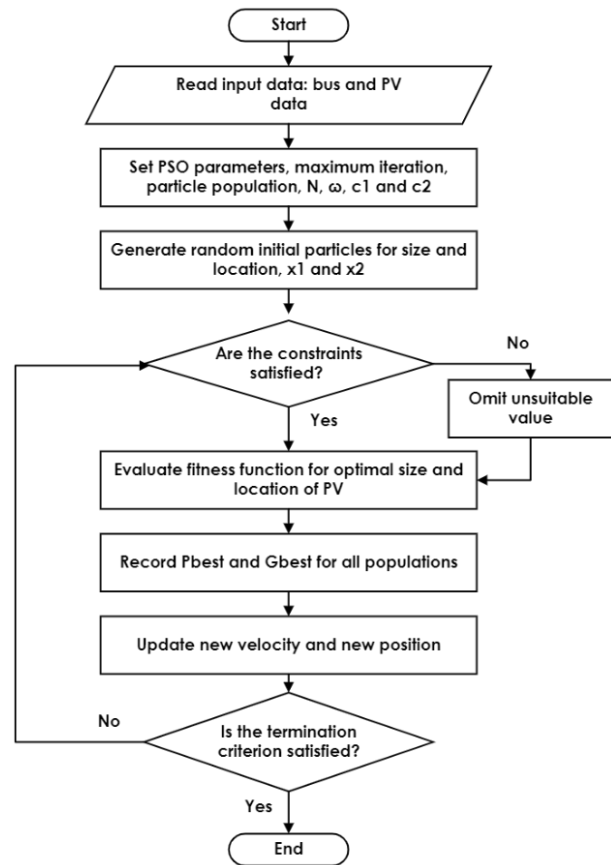 Start
Read input data: bus and PV
data
Set PSO parameters, maximum iteration,
particle population, N, ω, c1 and c2
Generate random initial particles for size and
location, x1 and x2
Are the constraints
satisfied?
No
Omit unsuitable
value
Yes
Evaluate fitness function for optimal size and
location of PV
Record Pbest and Gbest for all populations
Update new velocity and new position
No
Is the termination
criterion satisfied?
Yes
End